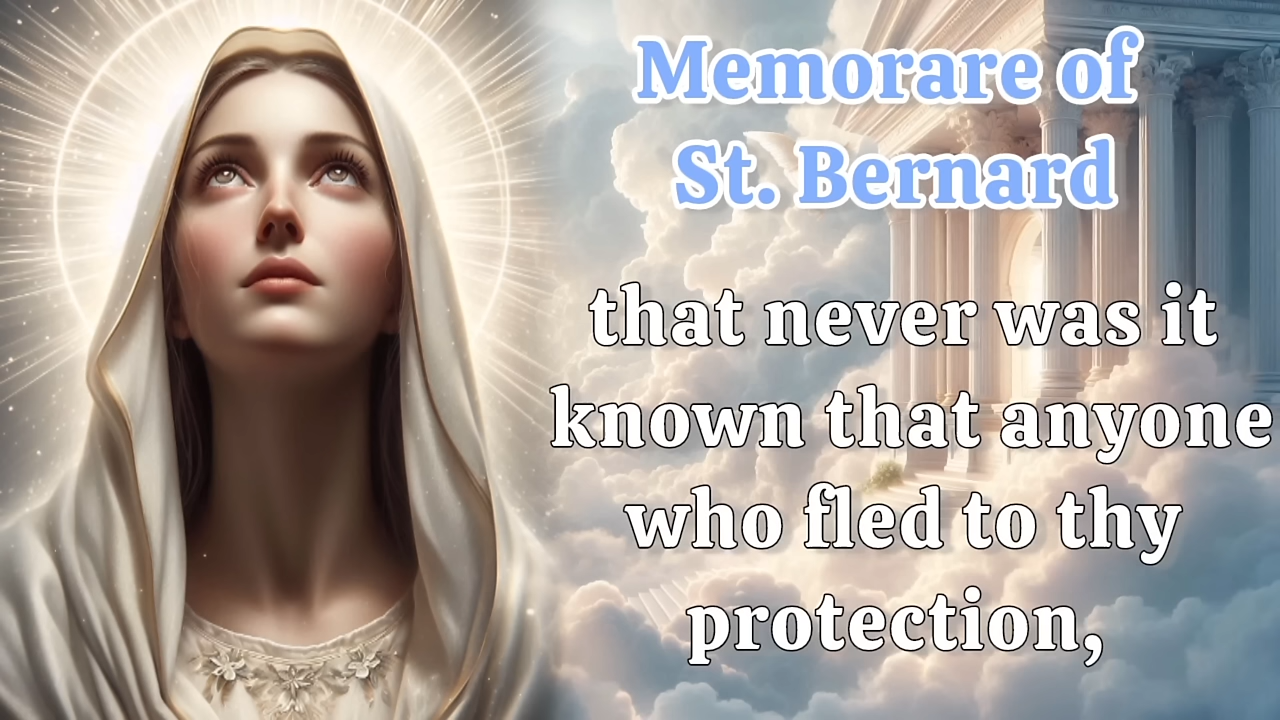 Memorare of
St. Bernard
that never was it
known that anyone
who fled to thy
protection,